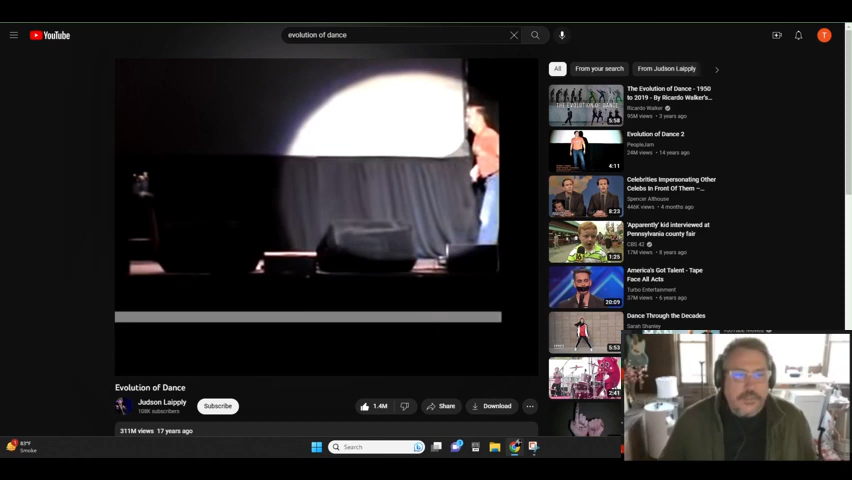 YouTube
evolution of dance
T
All
From your search
From Judson Laipply
The Evolution of Dance - 1950
to 2019 - By Ricardo Walker's...
Ricardo Walker
95M views • 3 years ago
5:58
Evolution of Dance 2
PeopleJam
24M views • 14 years ago
4:11
Celebrities Impersonating Other
Celebs In Front Of Them –...
Spencer Althouse
446K views • 4 months ago
8:23
'Apparently' kid interviewed at
Pennsylvania county fair
CBS 42
17M views • 8 years ago
1:25
America's Got Talent - Tape
Face All Acts
Turbo Entertainment
37M views • 6 years ago
20:09
Dance Through the Decades
Sarah Shanley
5:53
2:41
Evolution of Dance
Judson Laipply
108K subscribers
Subscribe
1.4M
Share
Download
311M views 17 years ago
83°F
Smoke
Search